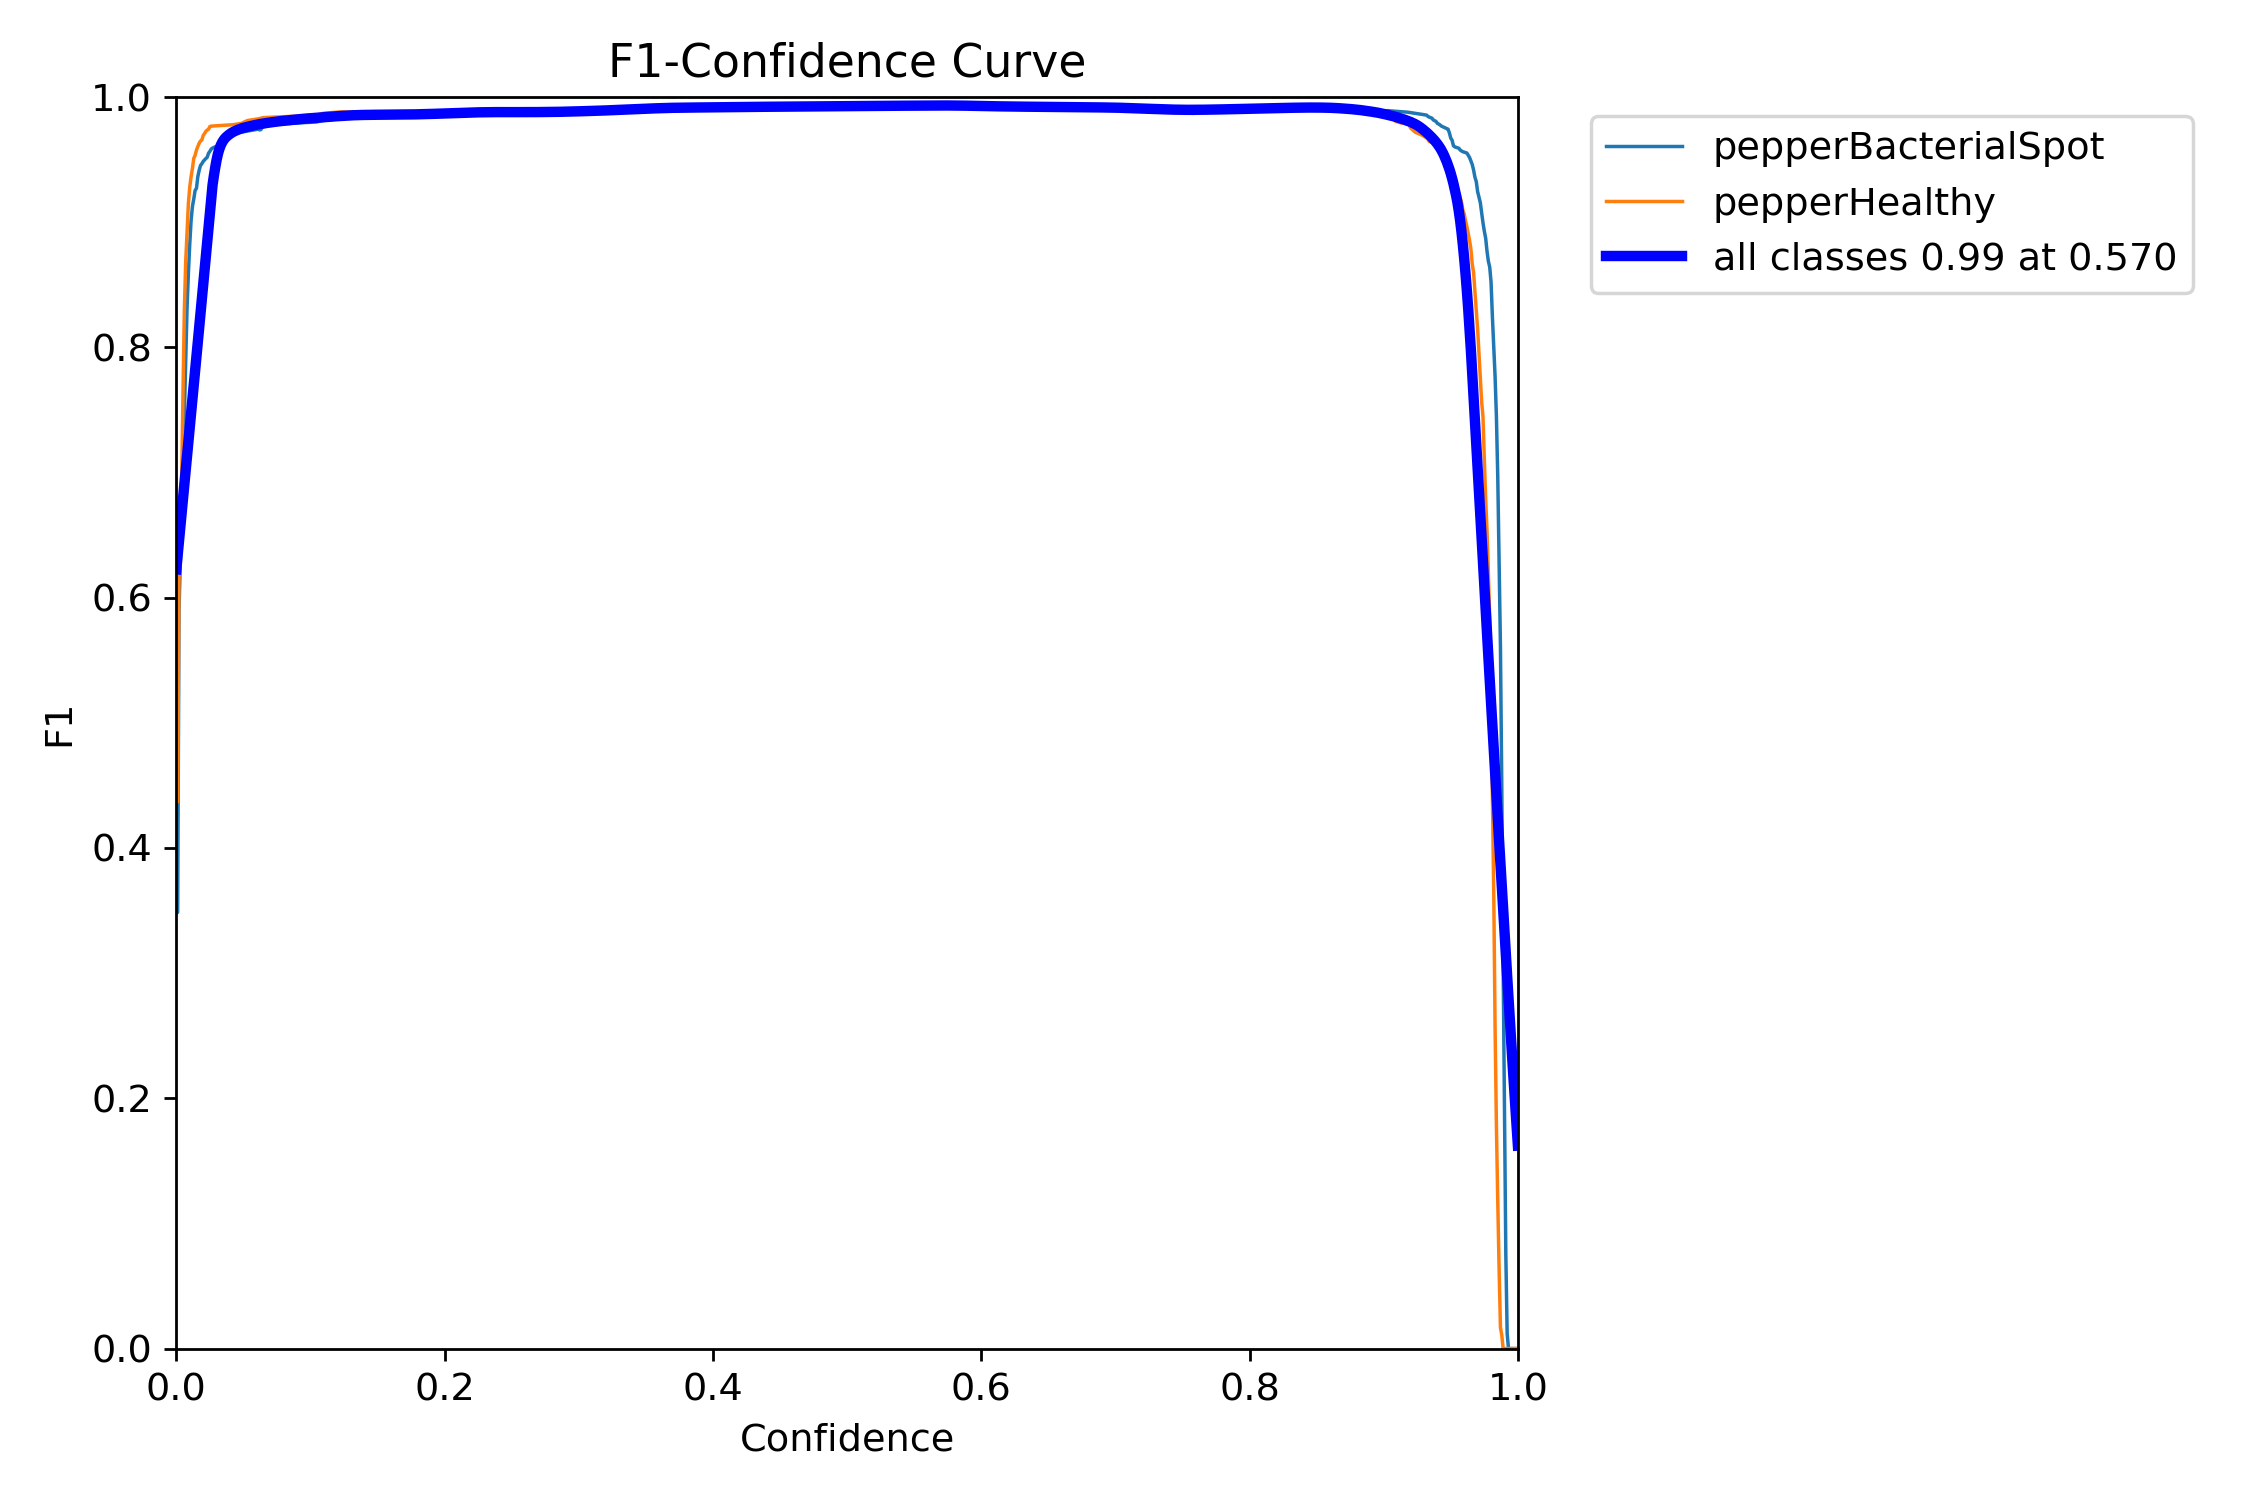 F1-Confidence Curve
pepperBacterialSpot
pepperHealthy
all classes 0.99 at 0.570
1.0
0.8
0.6
0.4
0.2
0.0
F1
0.0 0.2 0.4 0.6 0.8 1.0
Confidence